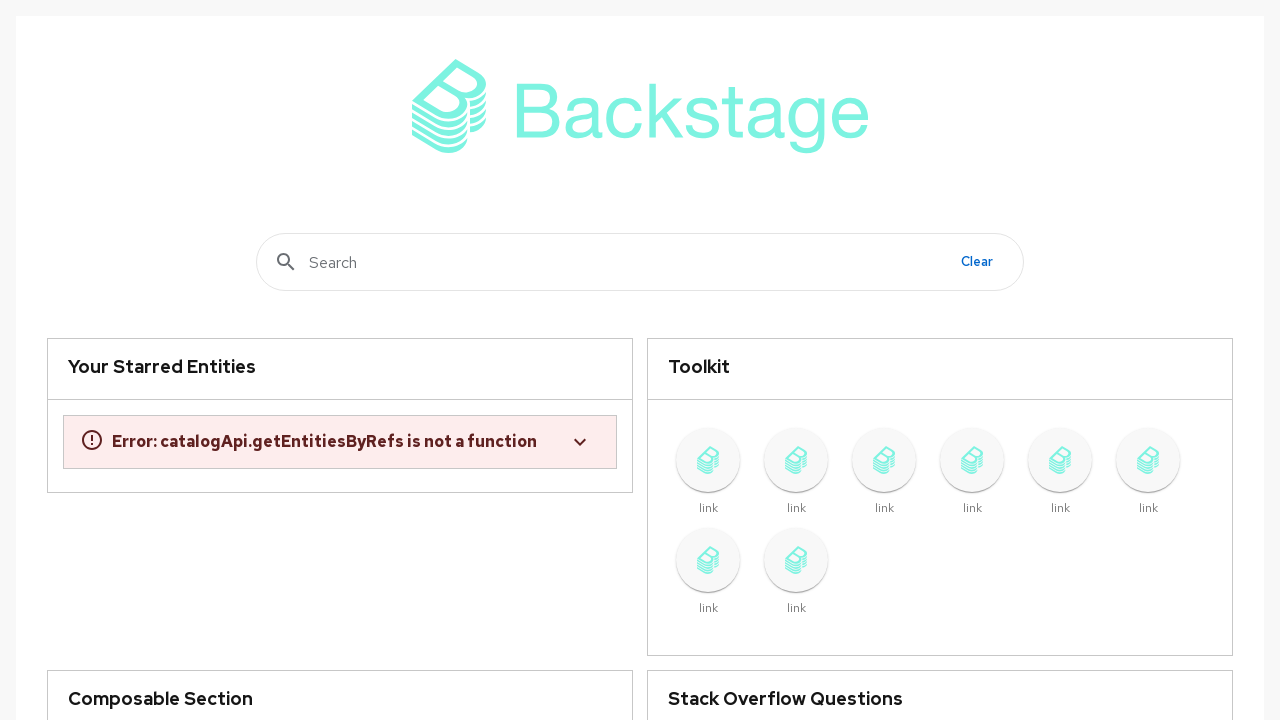 Backstage
Search
Clear
Your Starred Entities
Error: catalogApi.getEntitiesByRefs is not a function
Toolkit
link
link
link
link
link
link
link
link
Composable Section
Stack Overflow Questions